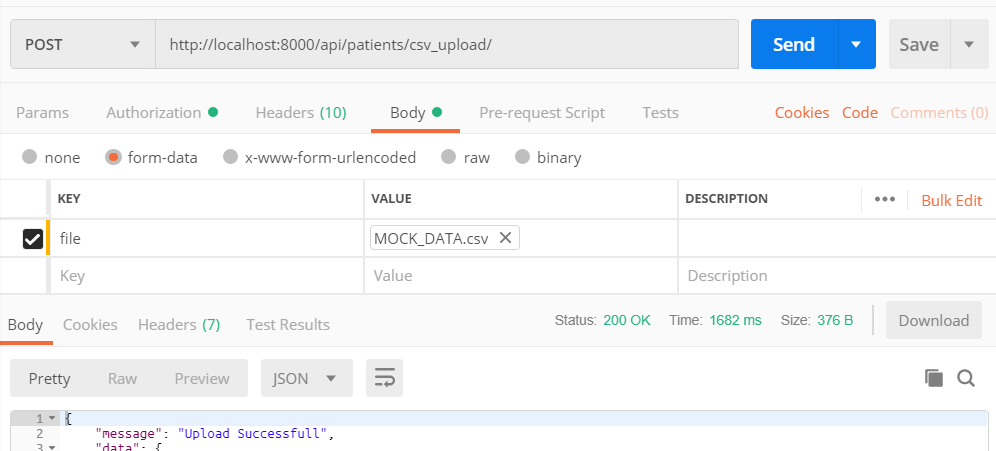 POST http://localhost:8000/api/patients/csv_upload/ Send Save
Params Authorization Headers (10) Body Pre-request Script Tests Cookies Code Comments (0)
none form-data x-www-form-urlencoded raw binary
KEY VALUE DESCRIPTION ••• Bulk Edit
file MOCK_DATA.csv
Key Value Description
Body Cookies Headers (7) Test Results Status: 200 OK Time: 1682 ms Size: 376 B Download
Pretty Raw Preview JSON
1 {
2 "message": "Upload Successfull",
3 "data": {